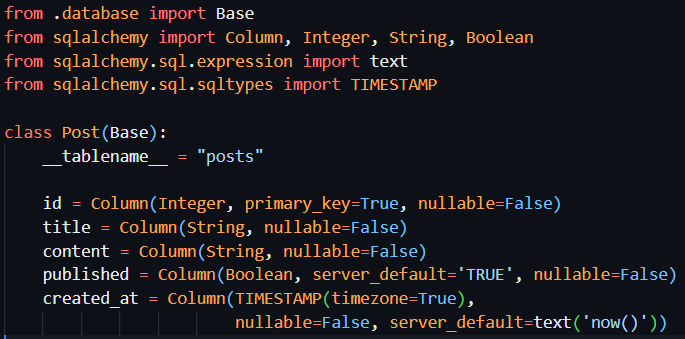 from .database import Base
from sqlalchemy import Column, Integer, String, Boolean
from sqlalchemy.sql.expression import text
from sqlalchemy.sql.sqltypes import TIMESTAMP

class Post(Base):
    __tablename__ = "posts"

    id = Column(Integer, primary_key=True, nullable=False)
    title = Column(String, nullable=False)
    content = Column(String, nullable=False)
    published = Column(Boolean, server_default='TRUE', nullable=False)
    created_at = Column(TIMESTAMP(timezone=True),
                        nullable=False, server_default=text('now()'))